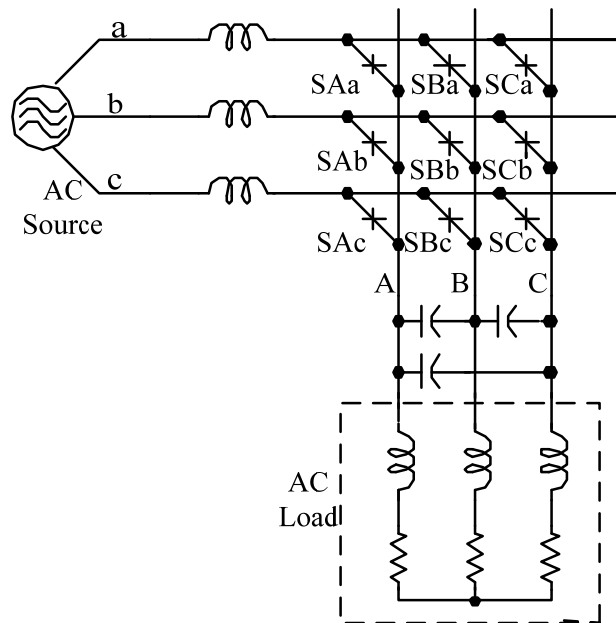 a
SAa SBa SCa
b
SAb SBb SCb
c
AC
Source
SAc SBc SCc
A B C
AC
Load